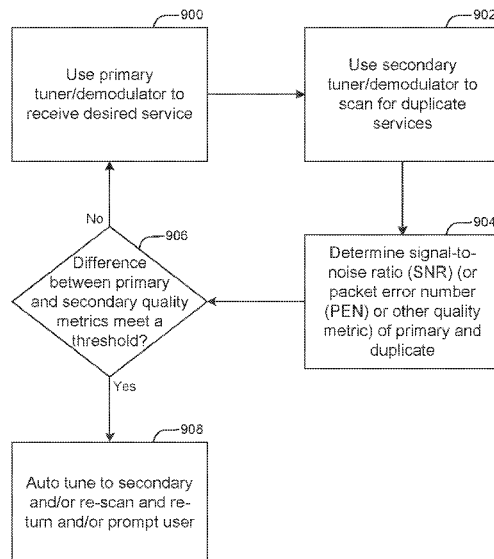 900
Use primary
tuner/demodulator to
receive desired service
902
Use secondary
tuner/demodulator to
scan for duplicate
services
904
Determine signal-to-
noise ratio (SNR) (or
packet error number
(PEN) or other quality
metric) of primary and
duplicate
No
906
Difference
between primary
and secondary quality
metrics meet a
threshold?
Yes
908
Auto tune to secondary
and/or re-scan and re-
turn and/or prompt user